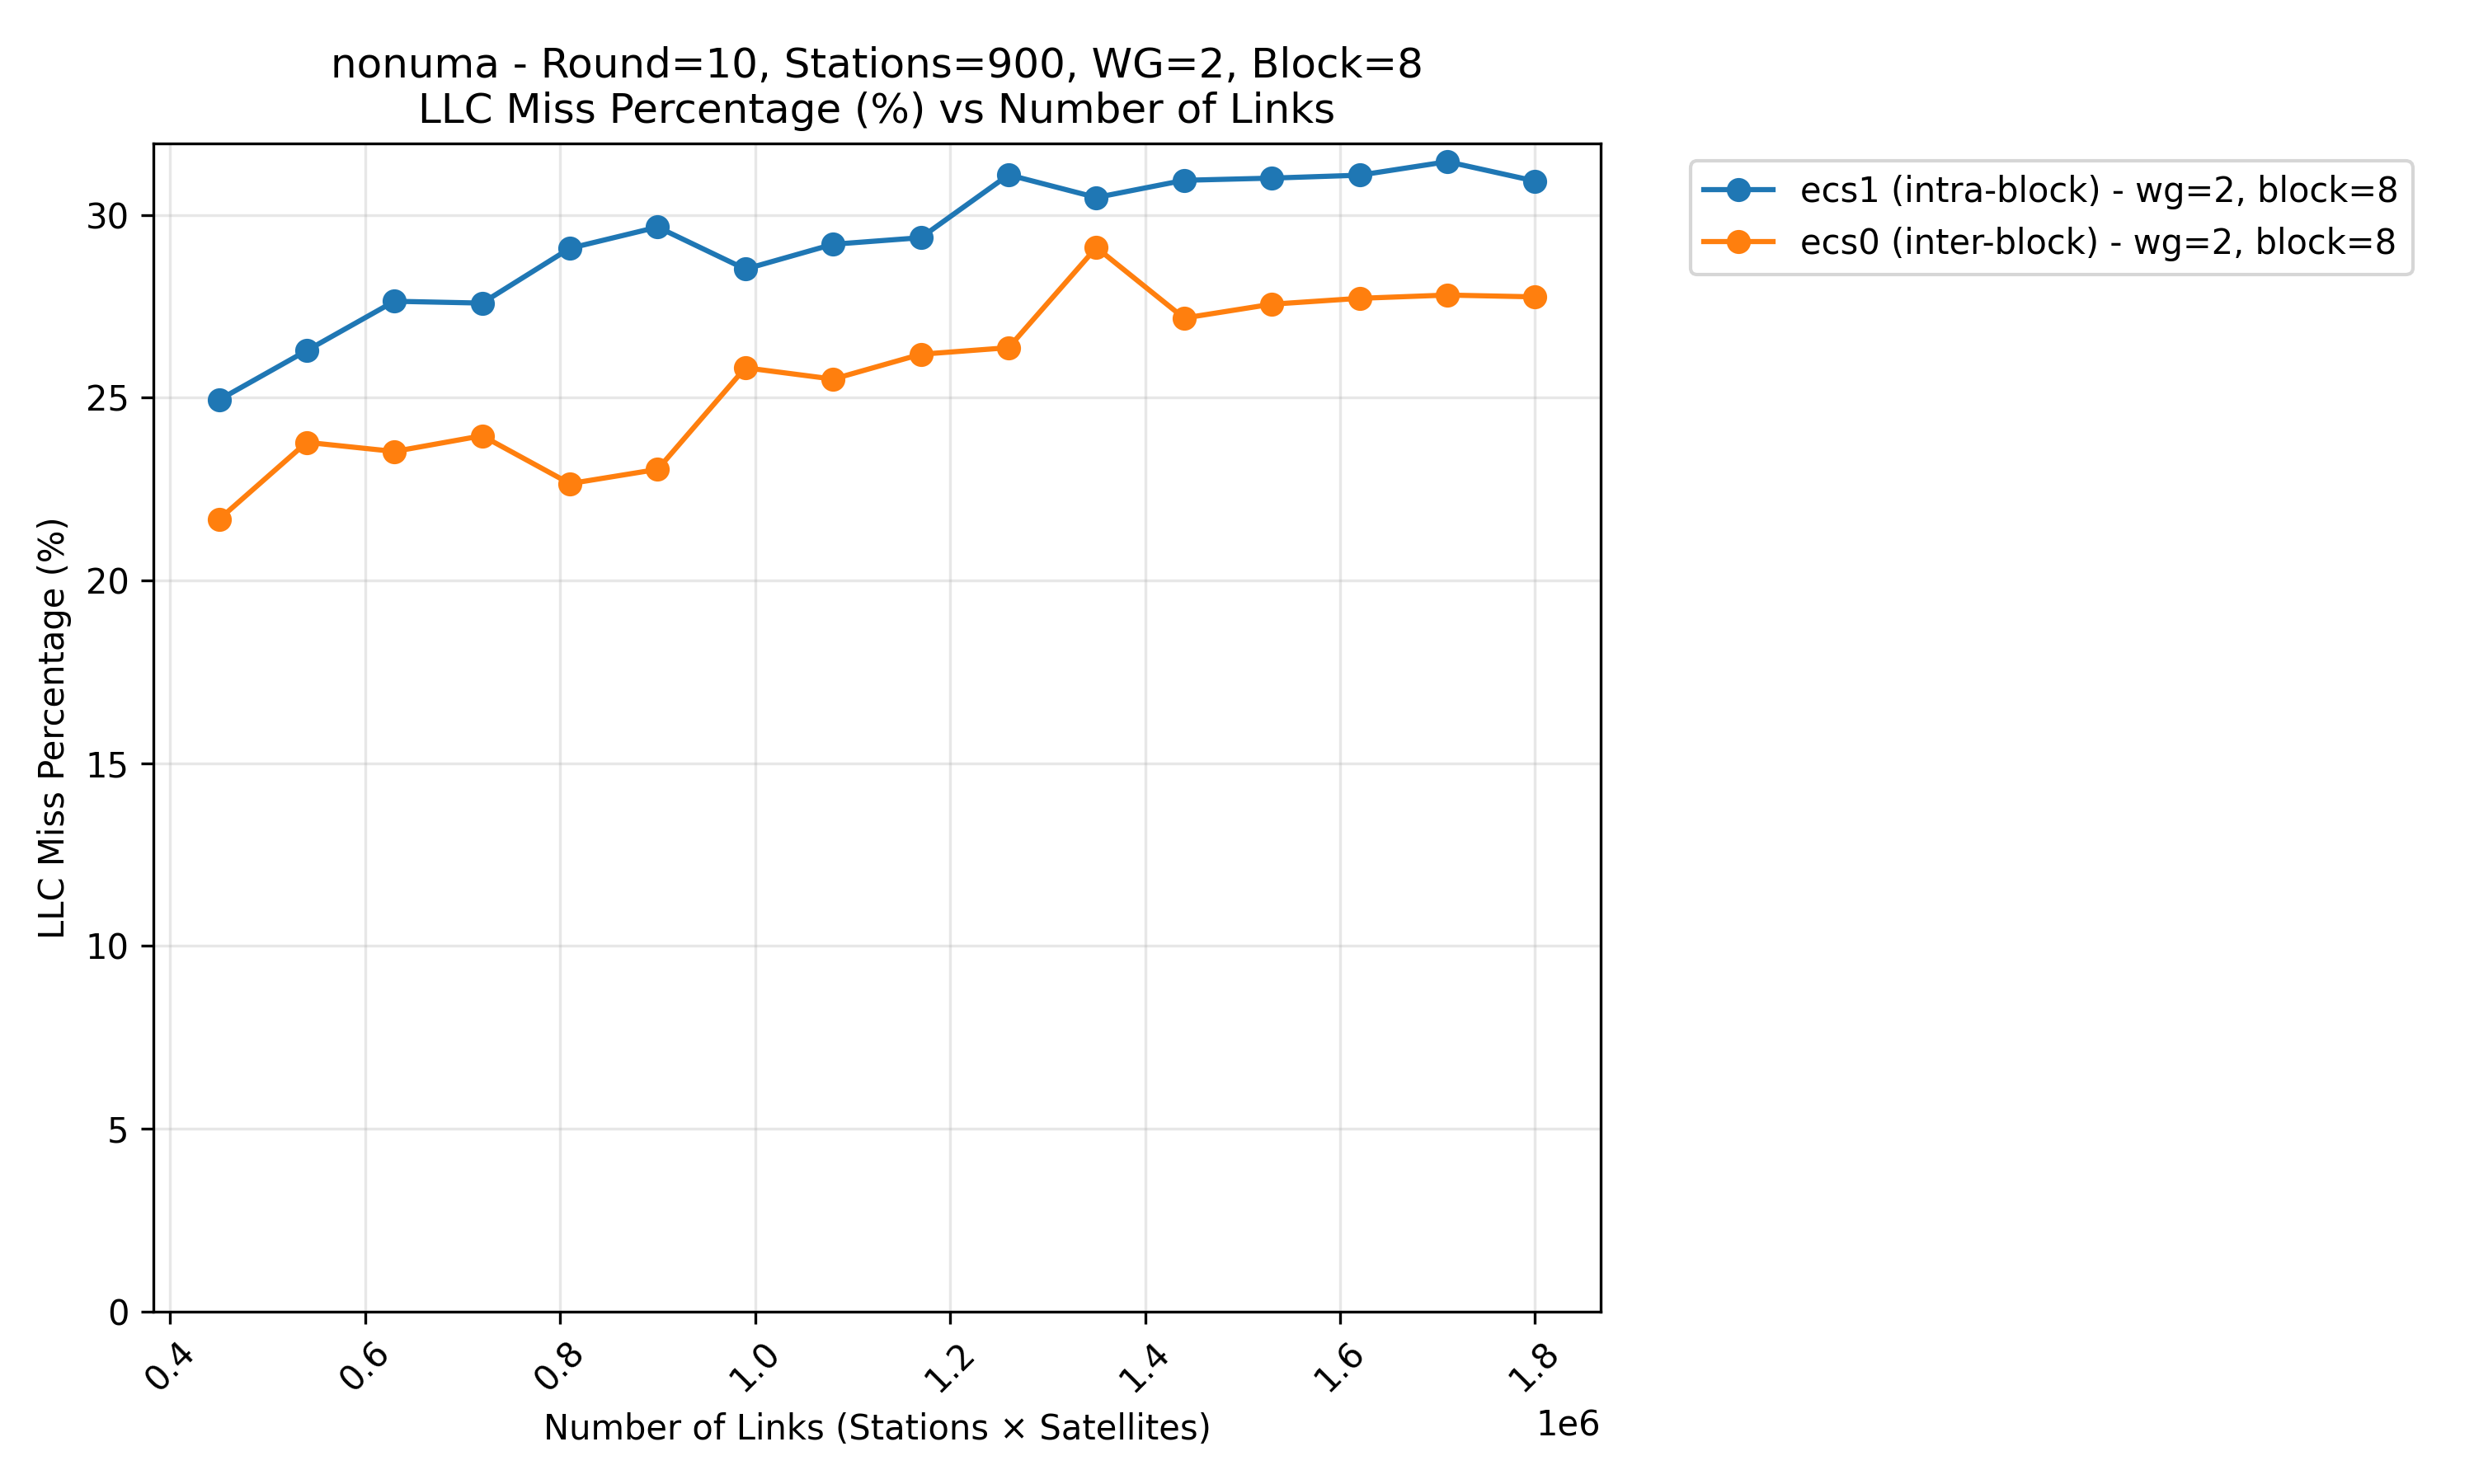 nonuma - Round=10, Stations=900, WG=2, Block=8
LLC Miss Percentage (%) vs Number of Links
ecs1 (intra-block) - wg=2, block=8
ecs0 (inter-block) - wg=2, block=8
LLC Miss Percentage (%)
30
25
20
15
10
5
0
0.4 0.6 0.8 1.0 1.2 1.4 1.6 1.8
1e6
Number of Links (Stations × Satellites)